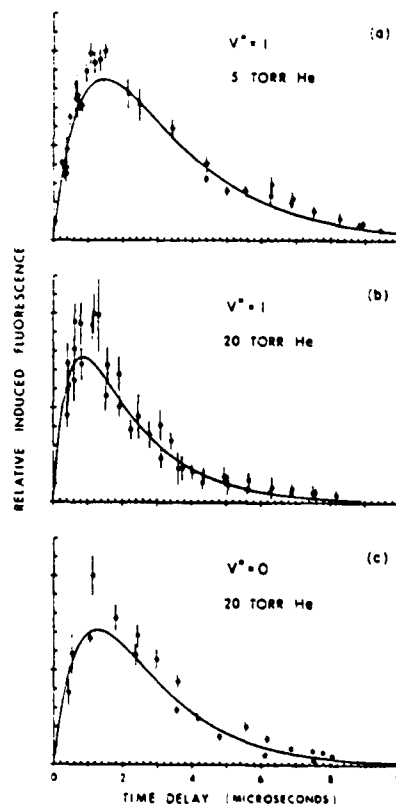 (a)
V" = 1
5 TORR He
(b)
V" = 1
20 TORR He
(c)
V" = 0
20 TORR He
RELATIVE INDUCED FLUORESCENCE
0 2 4 6 8
TIME DELAY (MICROSECONDS)